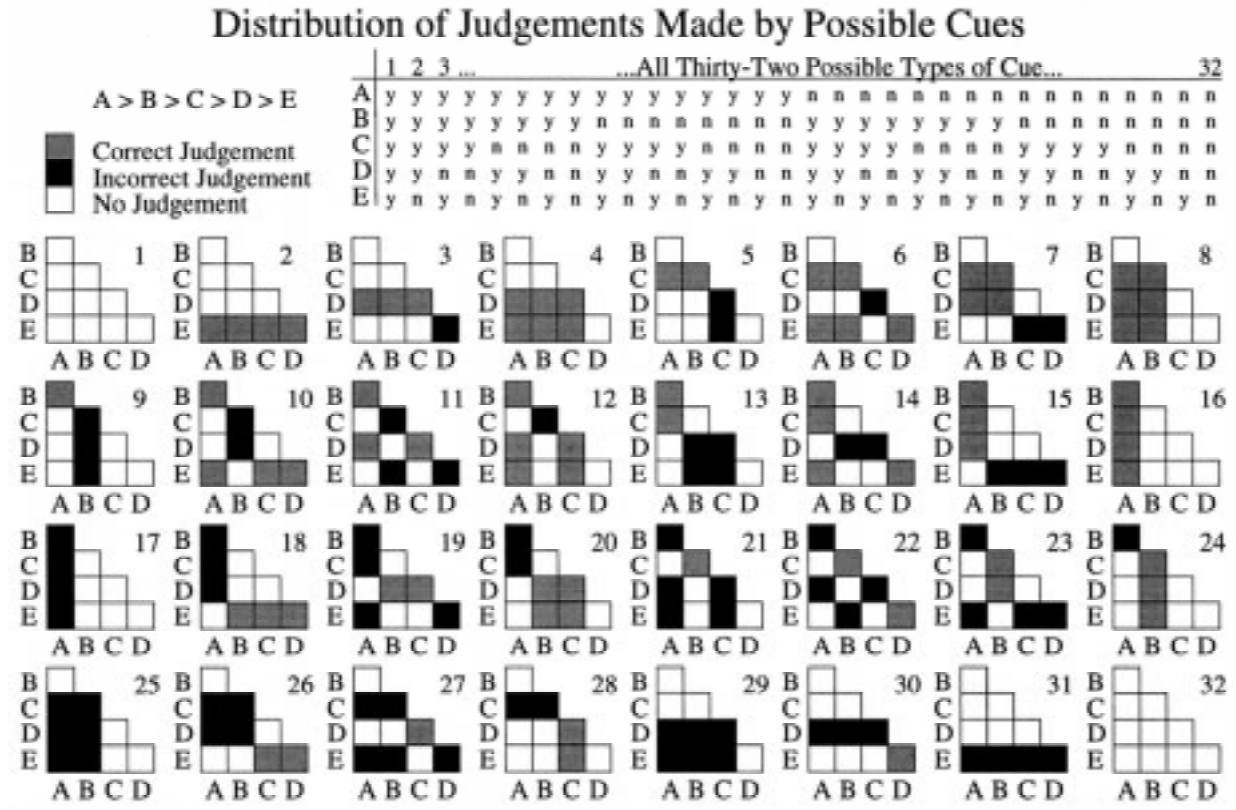 Distribution of Judgements Made by Possible Cues
1 2 3 ... ...All Thirty-Two Possible Types of Cue... 32
A > B > C > D > E
A y y y y y y y y y y y y y y y y n n n n n n n n n n n n n n n n
B y y y y y y y y n n n n n n n n y y y y y y y y n n n n n n n n
C y y y y n n n n y y y y n n n n y y y y n n n n y y y y n n n n
D y y n n y y n n y y n n y y n n y y n n y y n n y y n n y y n n
E y n y n y n y n y n y n y n y n y n y n y n y n y n y n y n y n
Correct Judgement
Incorrect Judgement
No Judgement
B 1 B 2 B 3 B 4 B 5 B 6 B 7 B 8
C C C C C C C C
D D D D D D D D
E E E E E E E E
A B C D A B C D A B C D A B C D A B C D A B C D A B C D A B C D
B 9 B 10 B 11 B 12 B 13 B 14 B 15 B 16
C C C C C C C C
D D D D D D D D
E E E E E E E E
A B C D A B C D A B C D A B C D A B C D A B C D A B C D A B C D
B 17 B 18 B 19 B 20 B 21 B 22 B 23 B 24
C C C C C C C C
D D D D D D D D
E E E E E E E E
A B C D A B C D A B C D A B C D A B C D A B C D A B C D A B C D
B 25 B 26 B 27 B 28 B 29 B 30 B 31 B 32
C C C C C C C C
D D D D D D D D
E E E E E E E E
A B C D A B C D A B C D A B C D A B C D A B C D A B C D A B C D